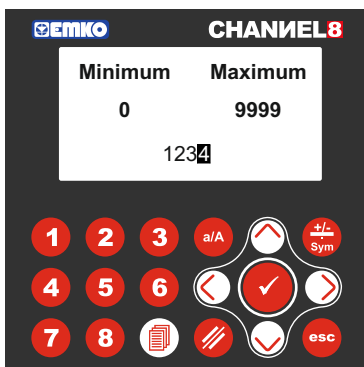 EMKO CHANNEL8
Minimum Maximum
0 9999
1234
1 2 3 a/A +/- Sym
4 5 6
7 8 esc